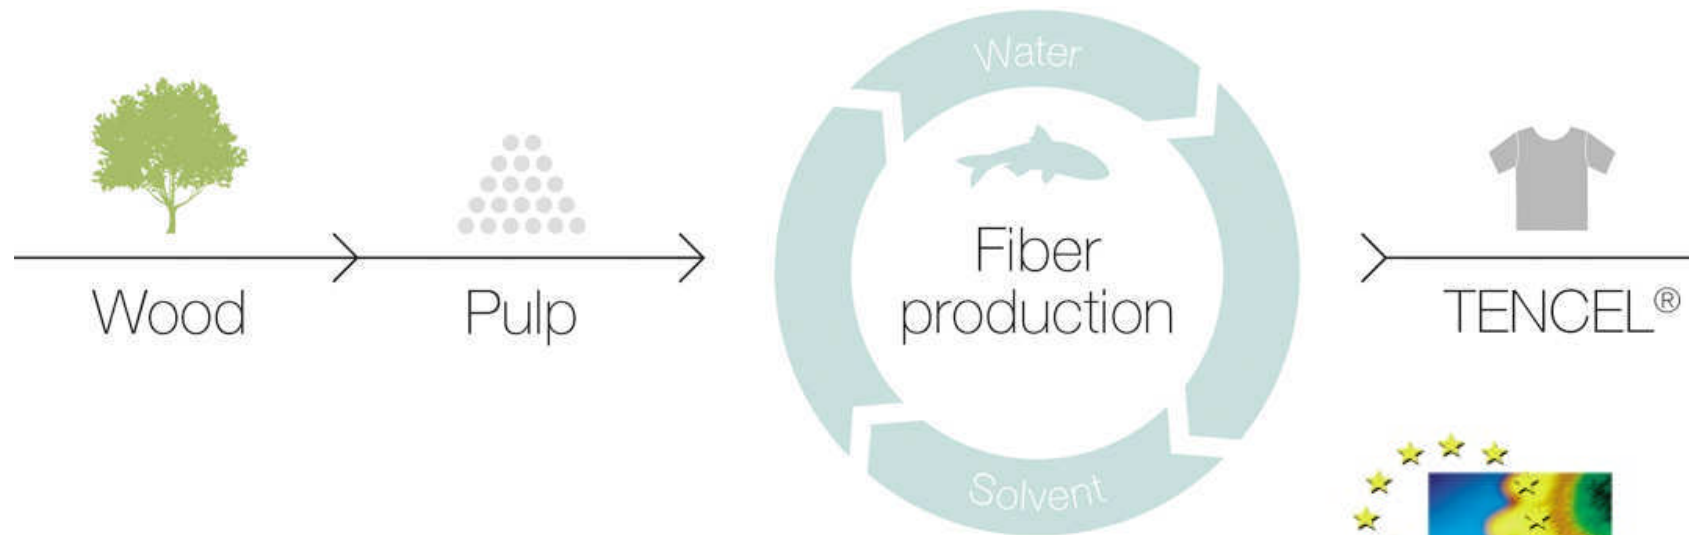 Water
Fiber
production
Wood
Pulp
TENCEL®
Solvent